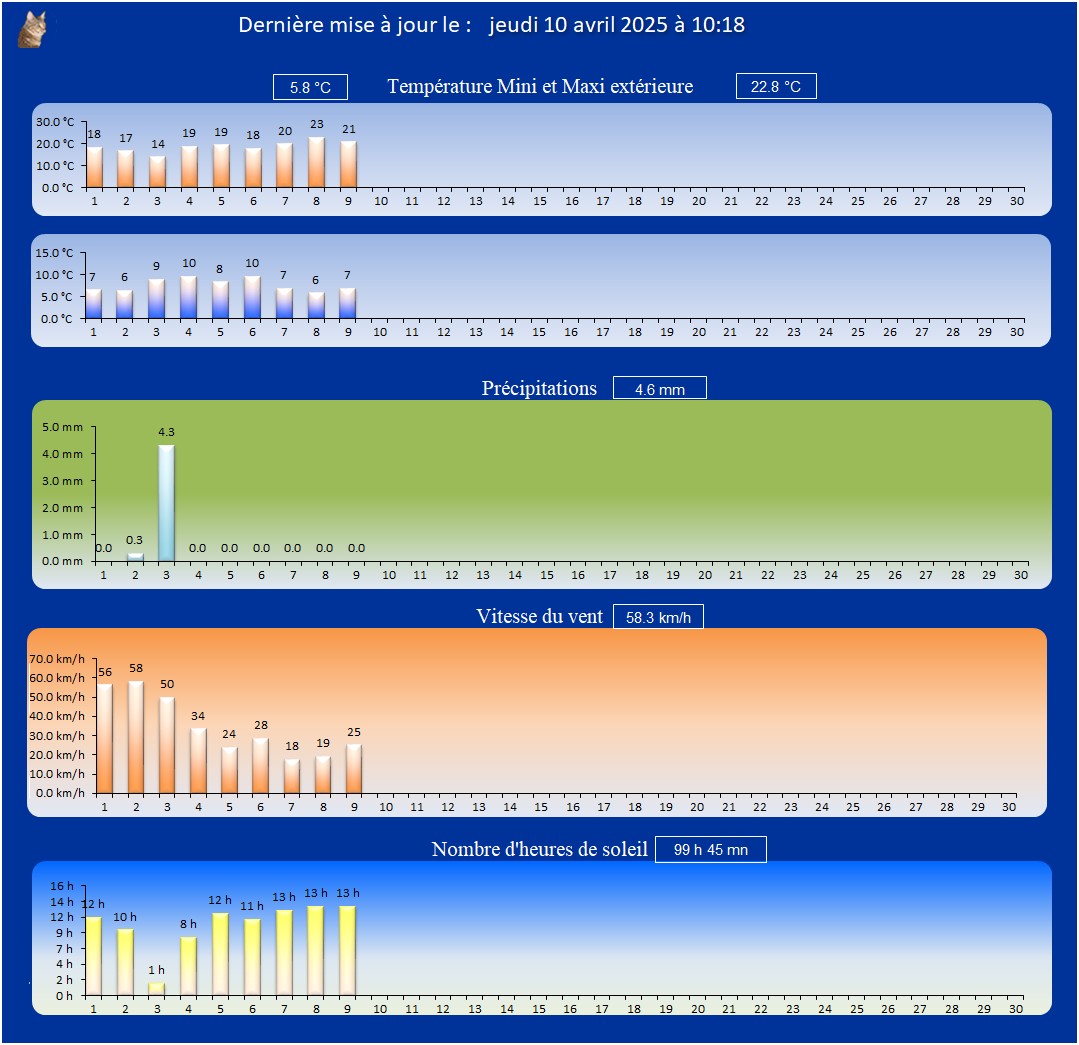 Dernière mise à jour le : jeudi 10 avril 2025 à 10:18
5.8 °C Température Mini et Maxi extérieure 22.8 °C
30.0 °C
20.0 °C
10.0 °C
0.0 °C
18 17 14 19 19 18 20 23 21
1 2 3 4 5 6 7 8 9 10 11 12 13 14 15 16 17 18 19 20 21 22 23 24 25 26 27 28 29 30
15.0 °C
10.0 °C
5.0 °C
0.0 °C
7 6 9 10 8 10 7 6 7
1 2 3 4 5 6 7 8 9 10 11 12 13 14 15 16 17 18 19 20 21 22 23 24 25 26 27 28 29 30
Précipitations 4.6 mm
5.0 mm
4.0 mm
3.0 mm
2.0 mm
1.0 mm
0.0 mm
0.0 0.3 4.3 0.0 0.0 0.0 0.0 0.0 0.0
1 2 3 4 5 6 7 8 9 10 11 12 13 14 15 16 17 18 19 20 21 22 23 24 25 26 27 28 29 30
Vitesse du vent 58.3 km/h
70.0 km/h
60.0 km/h
50.0 km/h
40.0 km/h
30.0 km/h
20.0 km/h
10.0 km/h
0.0 km/h
56 58 50 34 24 28 18 19 25
1 2 3 4 5 6 7 8 9 10 11 12 13 14 15 16 17 18 19 20 21 22 23 24 25 26 27 28 29 30
Nombre d'heures de soleil 99 h 45 mn
16 h
14 h
12 h
9 h
7 h
4 h
2 h
0 h
12 h 10 h 1 h 8 h 12 h 11 h 13 h 13 h 13 h
1 2 3 4 5 6 7 8 9 10 11 12 13 14 15 16 17 18 19 20 21 22 23 24 25 26 27 28 29 30